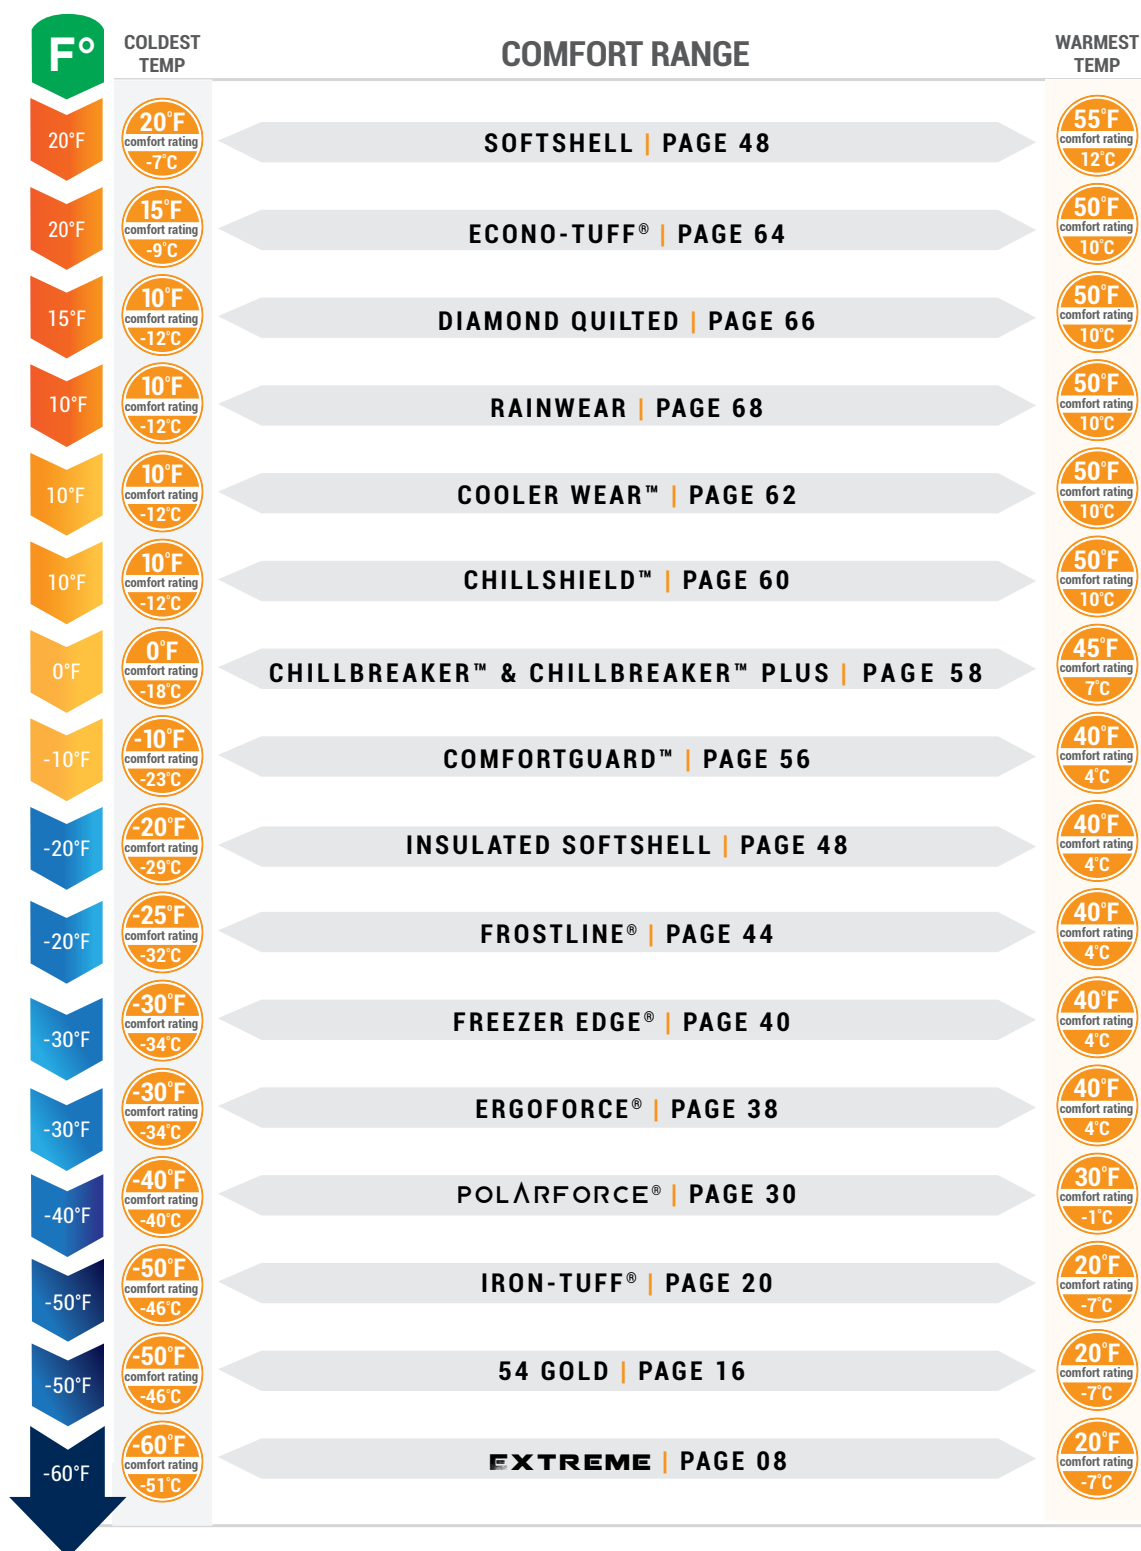 F°
COLDEST
TEMP
COMFORT RANGE
WARMEST
TEMP
20°F
20°F
comfort rating
-7°C
SOFTSHELL | PAGE 48
55°F
comfort rating
12°C
20°F
15°F
comfort rating
-9°C
ECONO-TUFF® | PAGE 64
50°F
comfort rating
10°C
15°F
10°F
comfort rating
-12°C
DIAMOND QUILTED | PAGE 66
50°F
comfort rating
10°C
10°F
10°F
comfort rating
-12°C
RAINWEAR | PAGE 68
50°F
comfort rating
10°C
10°F
10°F
comfort rating
-12°C
COOLER WEAR™ | PAGE 62
50°F
comfort rating
10°C
10°F
10°F
comfort rating
-12°C
CHILLSHIELD™ | PAGE 60
50°F
comfort rating
10°C
0°F
0°F
comfort rating
-18°C
CHILLBREAKER™ & CHILLBREAKER™ PLUS | PAGE 58
45°F
comfort rating
7°C
-10°F
-10°F
comfort rating
-23°C
COMFORTGUARD™ | PAGE 56
40°F
comfort rating
4°C
-20°F
-20°F
comfort rating
-29°C
INSULATED SOFTSHELL | PAGE 48
40°F
comfort rating
4°C
-20°F
-25°F
comfort rating
-32°C
FROSTLINE® | PAGE 44
40°F
comfort rating
4°C
-30°F
-30°F
comfort rating
-34°C
FREEZER EDGE® | PAGE 40
40°F
comfort rating
4°C
-30°F
-30°F
comfort rating
-34°C
ERGOFORCE® | PAGE 38
40°F
comfort rating
4°C
-40°F
-40°F
comfort rating
-40°C
POLARFORCE® | PAGE 30
30°F
comfort rating
-1°C
-50°F
-50°F
comfort rating
-46°C
IRON-TUFF® | PAGE 20
20°F
comfort rating
-7°C
-50°F
-50°F
comfort rating
-46°C
54 GOLD | PAGE 16
20°F
comfort rating
-7°C
-60°F
-60°F
comfort rating
-51°C
EXTREME | PAGE 08
20°F
comfort rating
-7°C